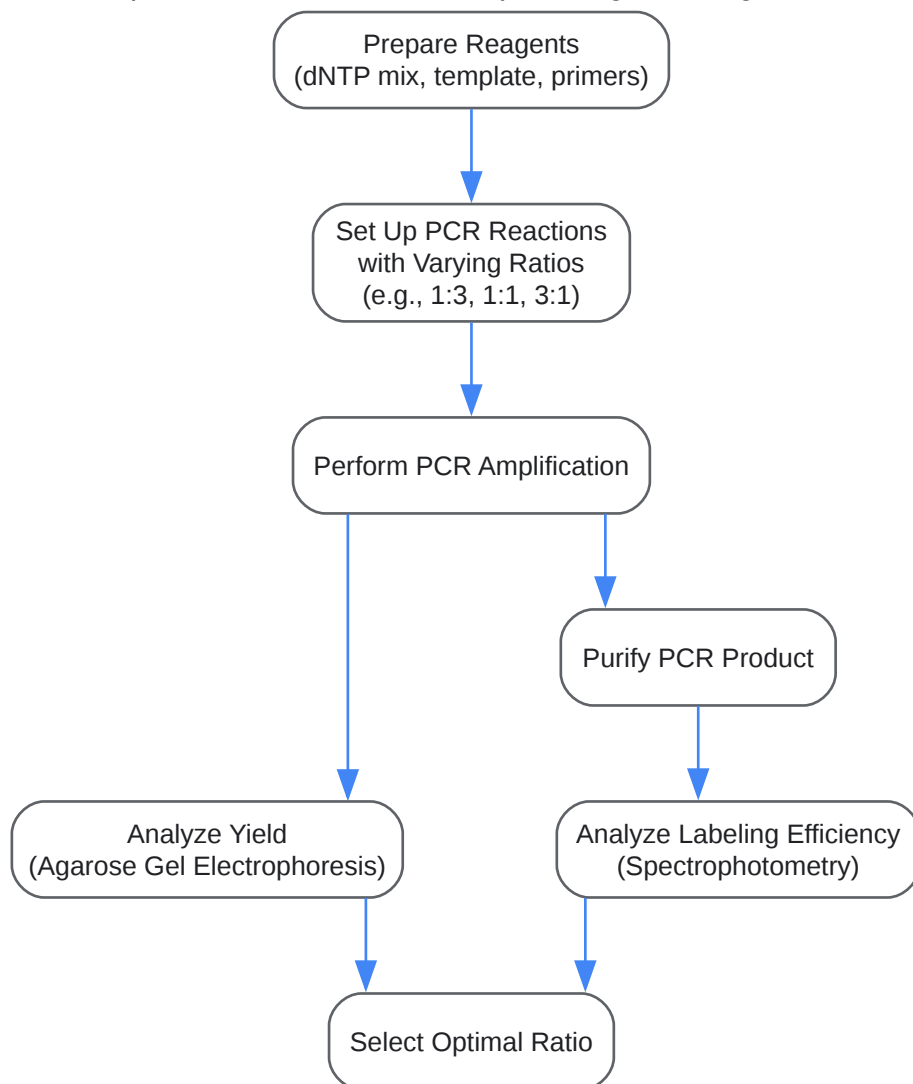 Prepare Reagents
(dNTP mix, template, primers)
Set Up PCR Reactions
with Varying Ratios
(e.g., 1:3, 1:1, 3:1)
Perform PCR Amplification
Purify PCR Product
Analyze Yield
(Agarose Gel Electrophoresis)
Analyze Labeling Efficiency
(Spectrophotometry)
Select Optimal Ratio